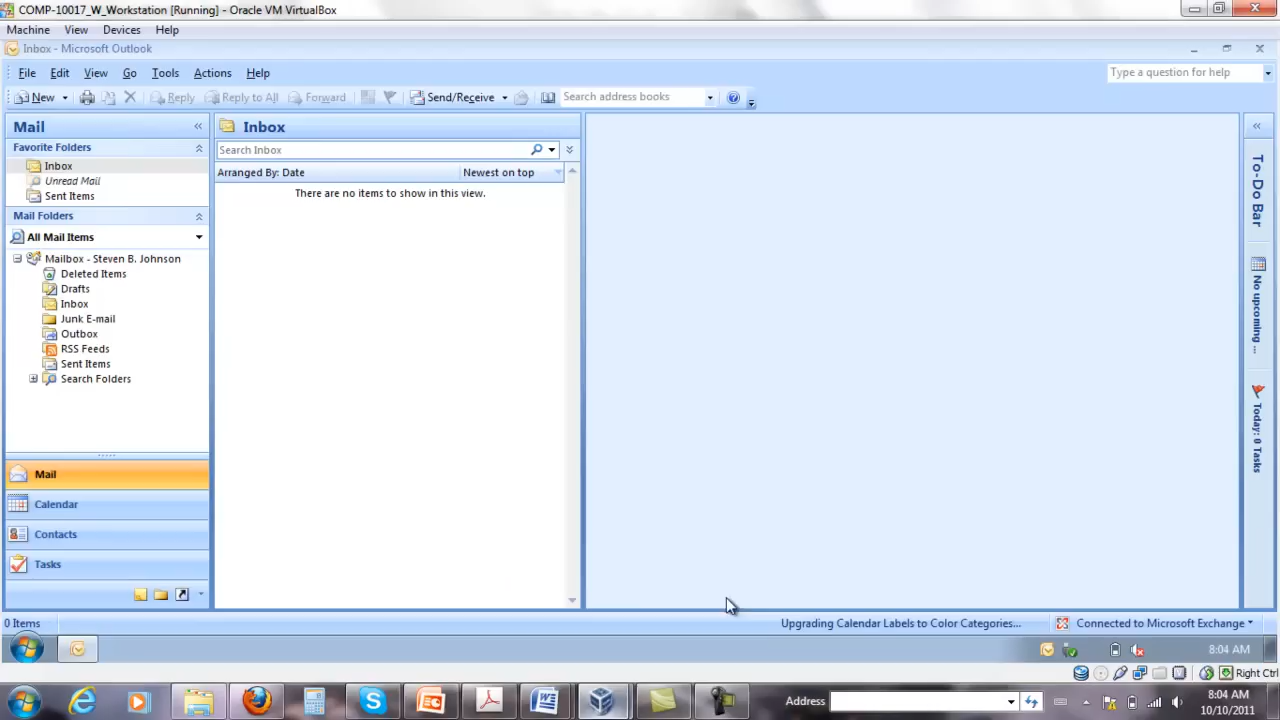 COMP-10017_W_Workstation [Running] - Oracle VM VirtualBox
Machine View Devices Help
Inbox - Microsoft Outlook
File Edit View Go Tools Actions Help
Type a question for help
New Reply Reply to All Forward Send/Receive Search address books
Mail
Favorite Folders
Inbox
Unread Mail
Sent Items
Mail Folders
All Mail Items
Mailbox - Steven B. Johnson
Deleted Items
Drafts
Inbox
Junk E-mail
Outbox
RSS Feeds
Sent Items
Search Folders
Mail
Calendar
Contacts
Tasks
Inbox
Search Inbox
Arranged By: Date Newest on top
There are no items to show in this view.
To-Do Bar
No upcoming ...
Today: 0 Tasks
0 Items
Upgrading Calendar Labels to Color Categories...
Connected to Microsoft Exchange
8:04 AM
Right Ctrl
Address
8:04 AM
10/10/2011